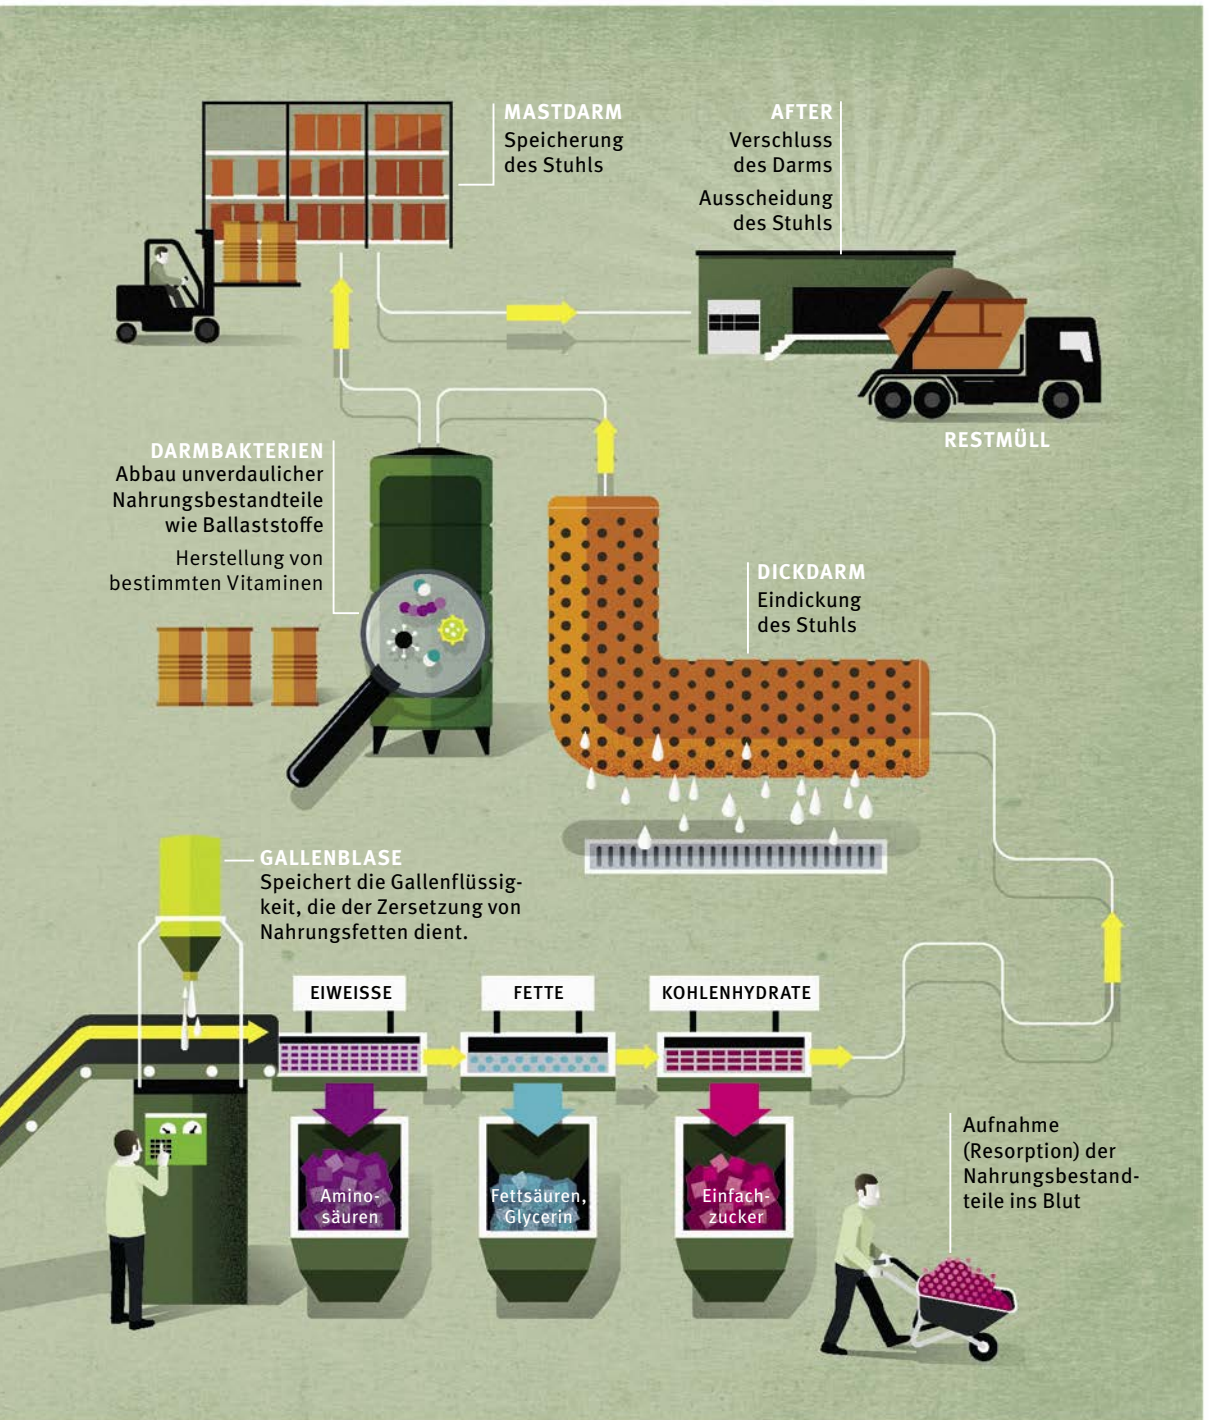 MASTDARM
Speicherung
des Stuhls
AFTER
Verschluss
des Darms
Ausscheidung
des Stuhls
RESTMÜLL
DARMBAKTERIEN
Abbau unverdaulicher
Nahrungsbestandteile
wie Ballaststoffe
Herstellung von
bestimmten Vitaminen
DICKDARM
Eindickung
des Stuhls
GALLENBLASE
Speichert die Gallenflüssig-
keit, die der Zersetzung von
Nahrungsfetten dient.
EIWEISSE
FETTE
KOHLENHYDRATE
Amino-
säuren
Fettsäuren,
Glycerin
Einfach-
zucker
Aufnahme
(Resorption) der
Nahrungsbestand-
teile ins Blut